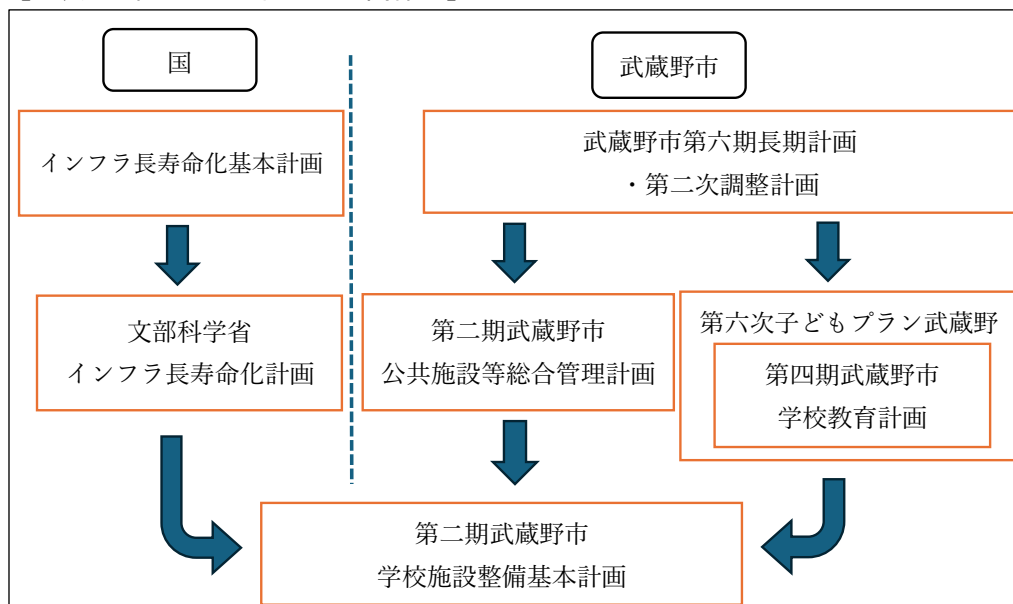 国
武蔵野市
インフラ長寿命化基本計画
武蔵野市第六期長期計画
・第二次調整計画
文部科学省
インフラ長寿命化計画
第二期武蔵野市
公共施設等総合管理計画
第六次子どもプラン武蔵野
第四期武蔵野市
学校教育計画
第二期武蔵野市
学校施設整備基本計画